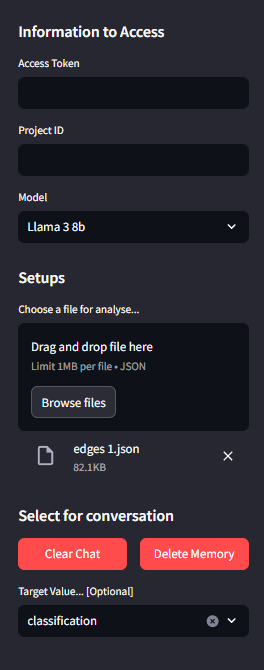 Information to Access
Access Token
Project ID
Model
Llama 3 8b
Setups
Choose a file for analyse...
Drag and drop file here
Limit 1MB per file • JSON
Browse files
edges 1.json
82.1KB
Select for conversation
Clear Chat
Delete Memory
Target Value... [Optional]
classification